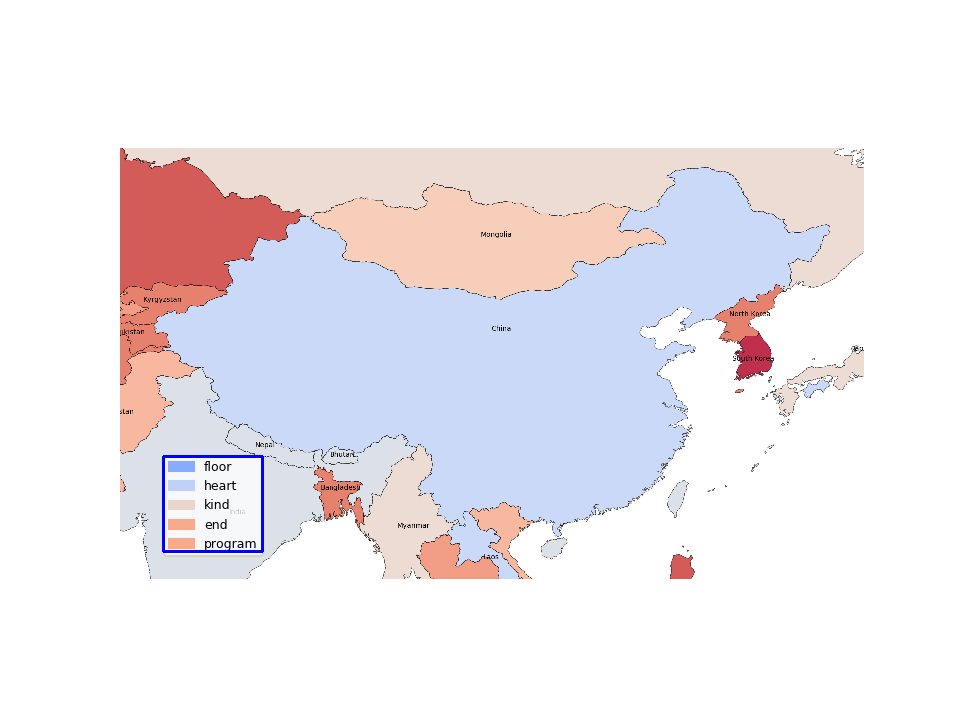 Mongolia
Kyrgyzstan
North Korea
China
jikistan
South Korea
stan
Nepal
Bhutan
floor
heart
Bangladesh
kind
India
end
Myanmar
program
Laos